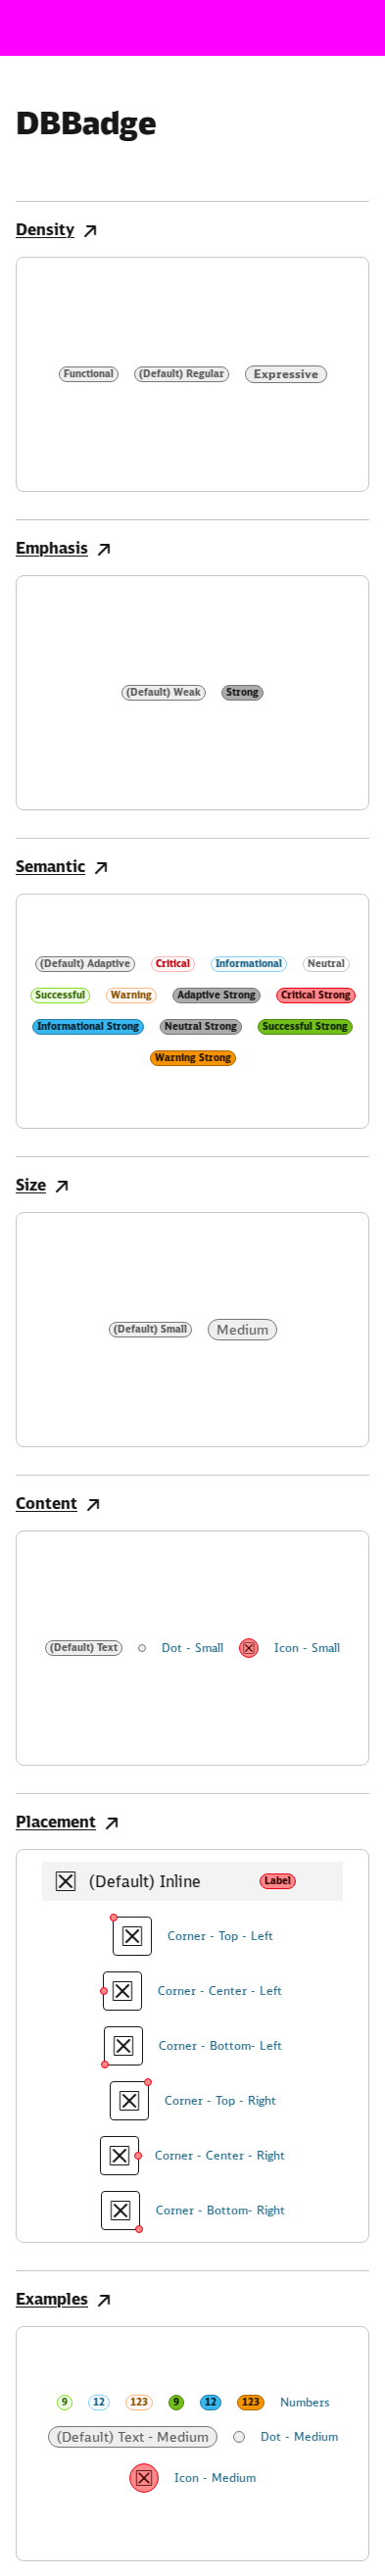 DBBadge
Density
Functional (Default) Regular Expressive
Emphasis
(Default) Weak Strong
Semantic
(Default) Adaptive Critical Informational Neutral
Successful Warning Adaptive Strong Critical Strong
Informational Strong Neutral Strong Successful Strong
Warning Strong
Size
(Default) Small Medium
Content
(Default) Text Dot - Small Icon - Small
Placement
(Default) Inline Label
Corner - Top - Left
Corner - Center - Left
Corner - Bottom- Left
Corner - Top - Right
Corner - Center - Right
Corner - Bottom- Right
Examples
9 12 123 9 12 123 Numbers
(Default) Text - Medium Dot - Medium
Icon - Medium